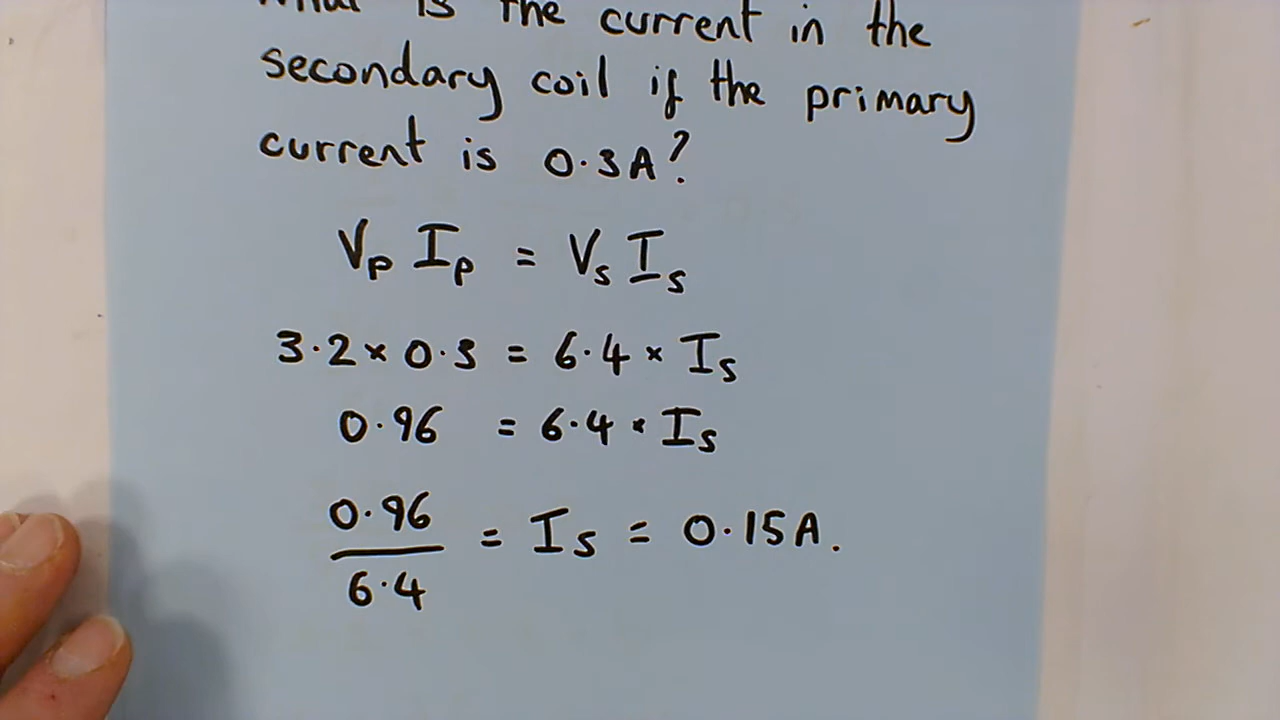 What is the current in the
secondary coil if the primary
current is 0.3A?
Vₚ Iₚ = Vₛ Iₛ
3.2 × 0.3 = 6.4 × Iₛ
0.96 = 6.4 × Iₛ
0.96/6.4 = Iₛ = 0.15A.